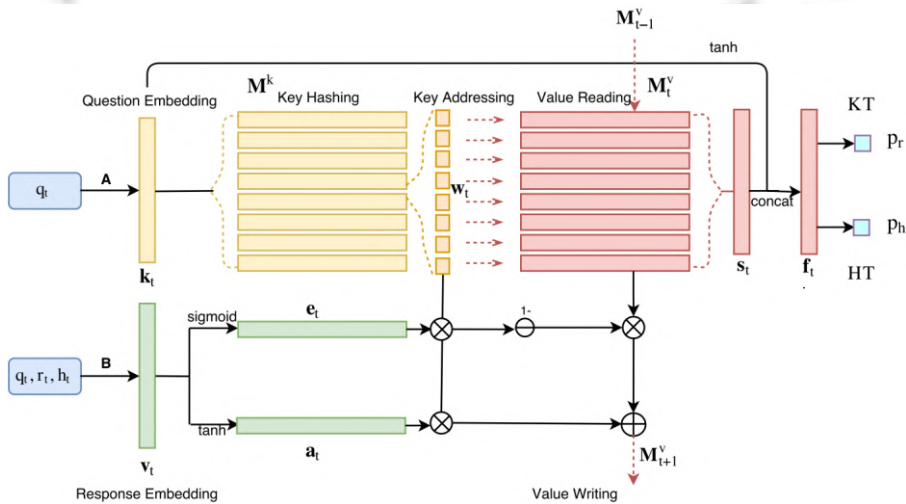 M^v_{t-1}
tanh
M^k
M^v_t
Question Embedding
Key Hashing
Key Addressing
Value Reading
KT
A
q_t
w_t
p_r
concat
p_h
k_t
s_t
f_t
HT
sigmoid
e_t
1-
B
q_t, r_t, h_t
tanh
a_t
v_t
M^v_{t+1}
Response Embedding
Value Writing